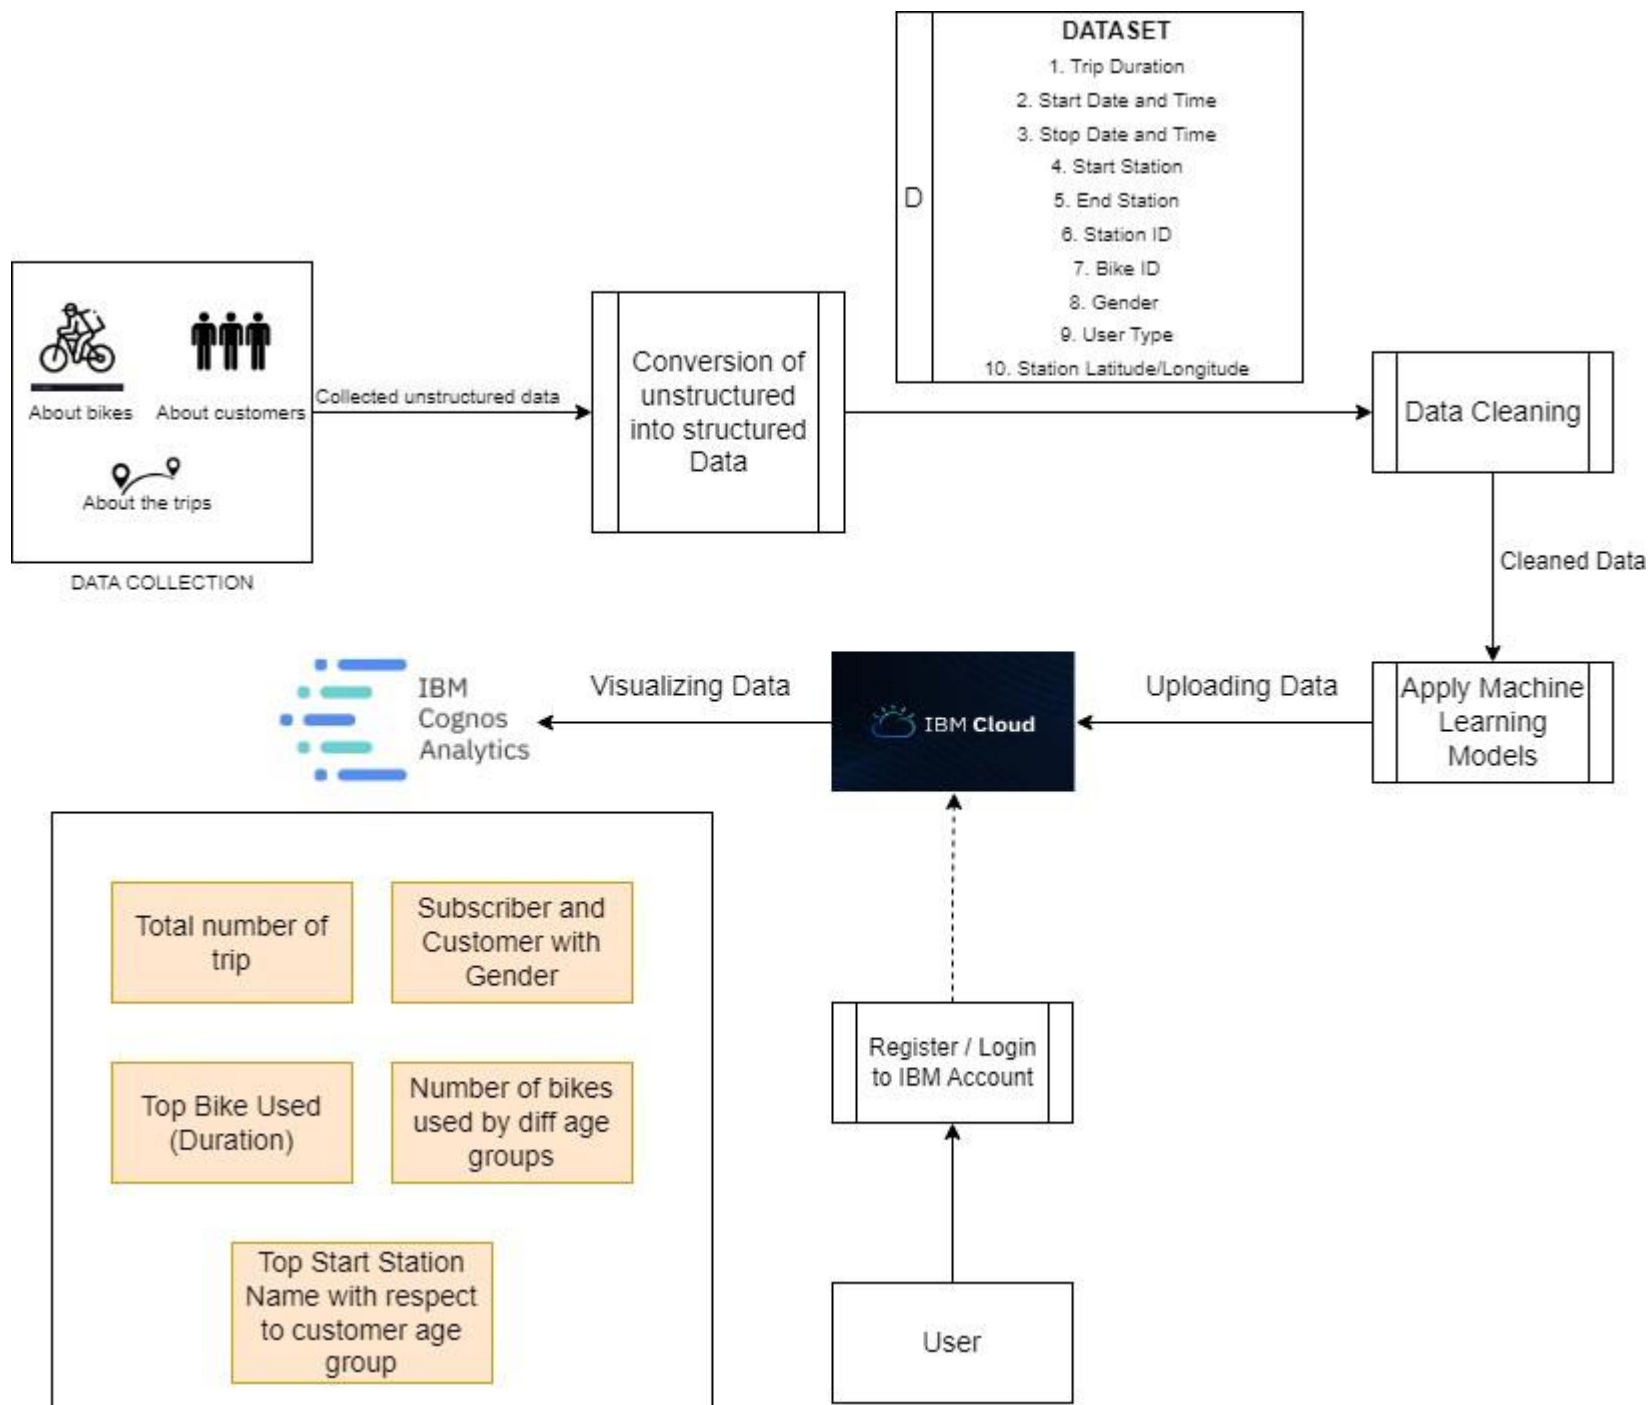 DATASET
1. Trip Duration
2. Start Date and Time
3. Stop Date and Time
4. Start Station
5. End Station
6. Station ID
7. Bike ID
8. Gender
9. User Type
10. Station Latitude/Longitude
D
About bikes
About customers
About the trips
DATA COLLECTION
Collected unstructured data
Conversion of
unstructured
into structured
Data
Data Cleaning
Cleaned Data
Apply Machine
Learning
Models
Uploading Data
IBM Cloud
Visualizing Data
IBM
Cognos
Analytics
Total number of
trip
Subscriber and
Customer with
Gender
Top Bike Used
(Duration)
Number of bikes
used by diff age
groups
Top Start Station
Name with respect
to customer age
group
Register / Login
to IBM Account
User